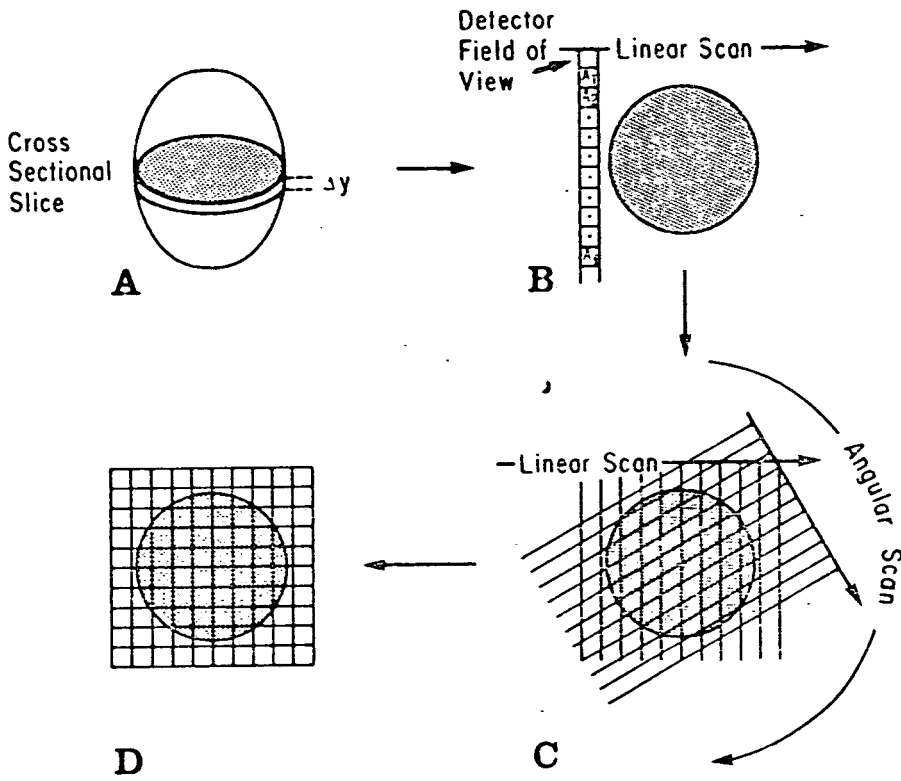 Cross
Sectional
Slice
Δy
A
Detector
Field of
View
Linear Scan
B
Linear Scan
Angular Scan
C
D